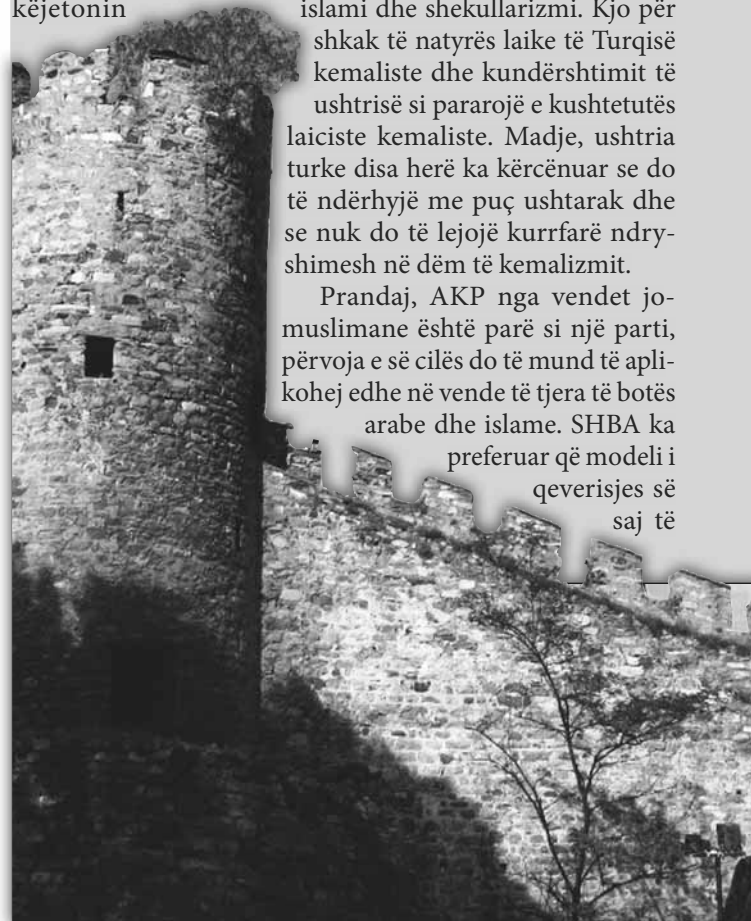 këjetonin
islami dhe shekullarizmi. Kjo për
shkak të natyrës laike të Turqisë
kemaliste dhe kundërshtimit të
ushtrisë si pararojë e kushtetutës
laiciste kemaliste. Madje, ushtria
turke disa herë ka kërcënuar se do
të ndërhyjë me puç ushtarak dhe
se nuk do të lejojë kurrfarë ndry-
shimesh në dëm të kemalizmit.
Prandaj, AKP nga vendet jo-
muslimane është parë si një parti,
përvoja e së cilës do të mund të apli-
kohej edhe në vende të tjera të botës
arabe dhe islame. SHBA ka
preferuar që modeli i
qeverisjes së
saj të